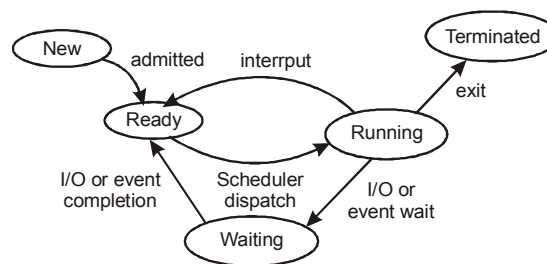 New
Terminated
admitted
interrput
exit
Ready
Running
I/O or event
completion
Scheduler
dispatch
I/O or
event wait
Waiting